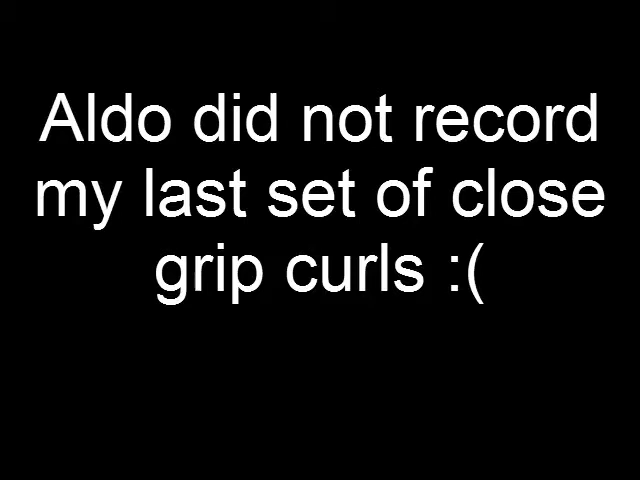 Aldo did not record
my last set of close
grip curls :(